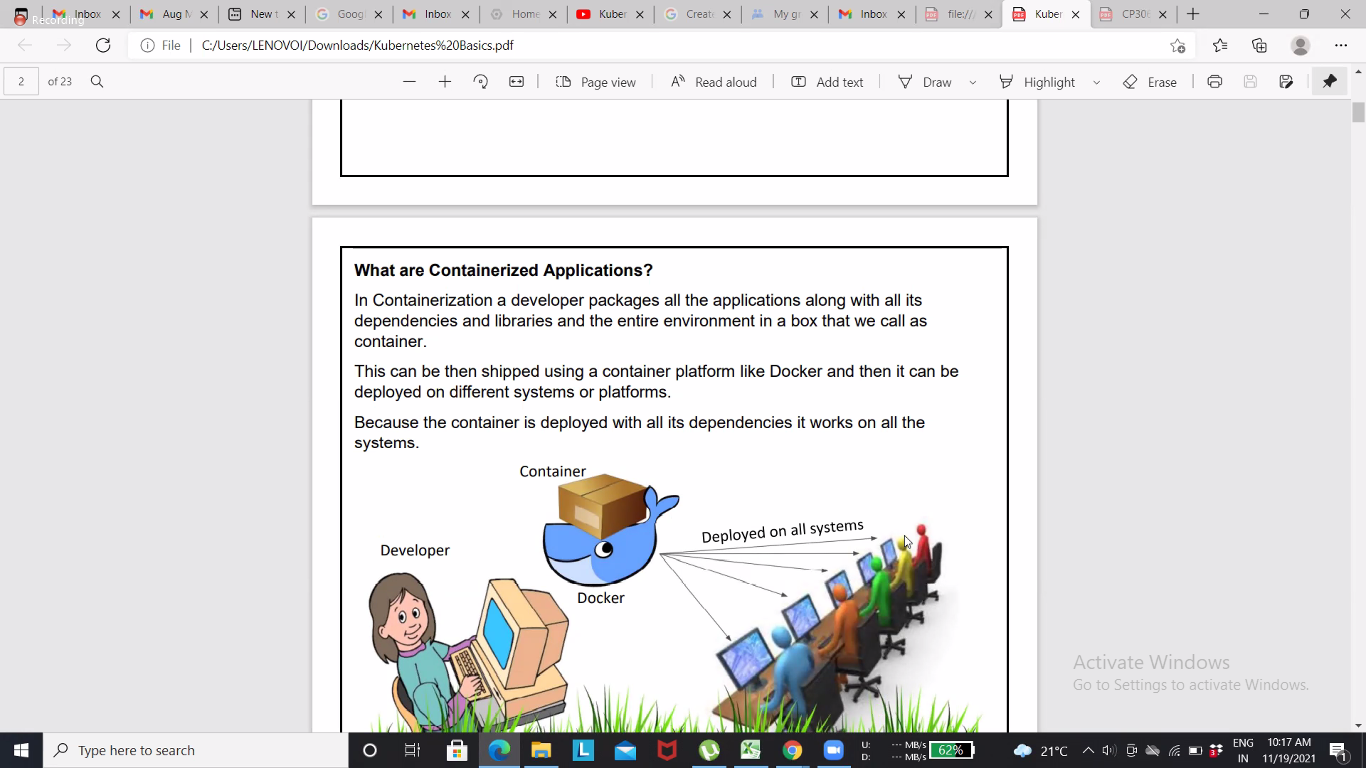 Recording
Inbox
Aug M
New t
Googl
Inbox
Home
Kuber
Create
My gr
Inbox
file:///
Kuber
CP306
File
C:/Users/LENOVOI/Downloads/Kubernetes%20Basics.pdf
2
of 23
Page view
Read aloud
Add text
Draw
Highlight
Erase
What are Containerized Applications?
In Containerization a developer packages all the applications along with all its
dependencies and libraries and the entire environment in a box that we call as
container.
This can be then shipped using a container platform like Docker and then it can be
deployed on different systems or platforms.
Because the container is deployed with all its dependencies it works on all the
systems.
Container
Deployed on all systems
Developer
Docker
Activate Windows
Go to Settings to activate Windows.
Type here to search
U: --- MB/s
D: --- MB/s
62%
21°C
ENG
IN
10:17 AM
11/19/2021